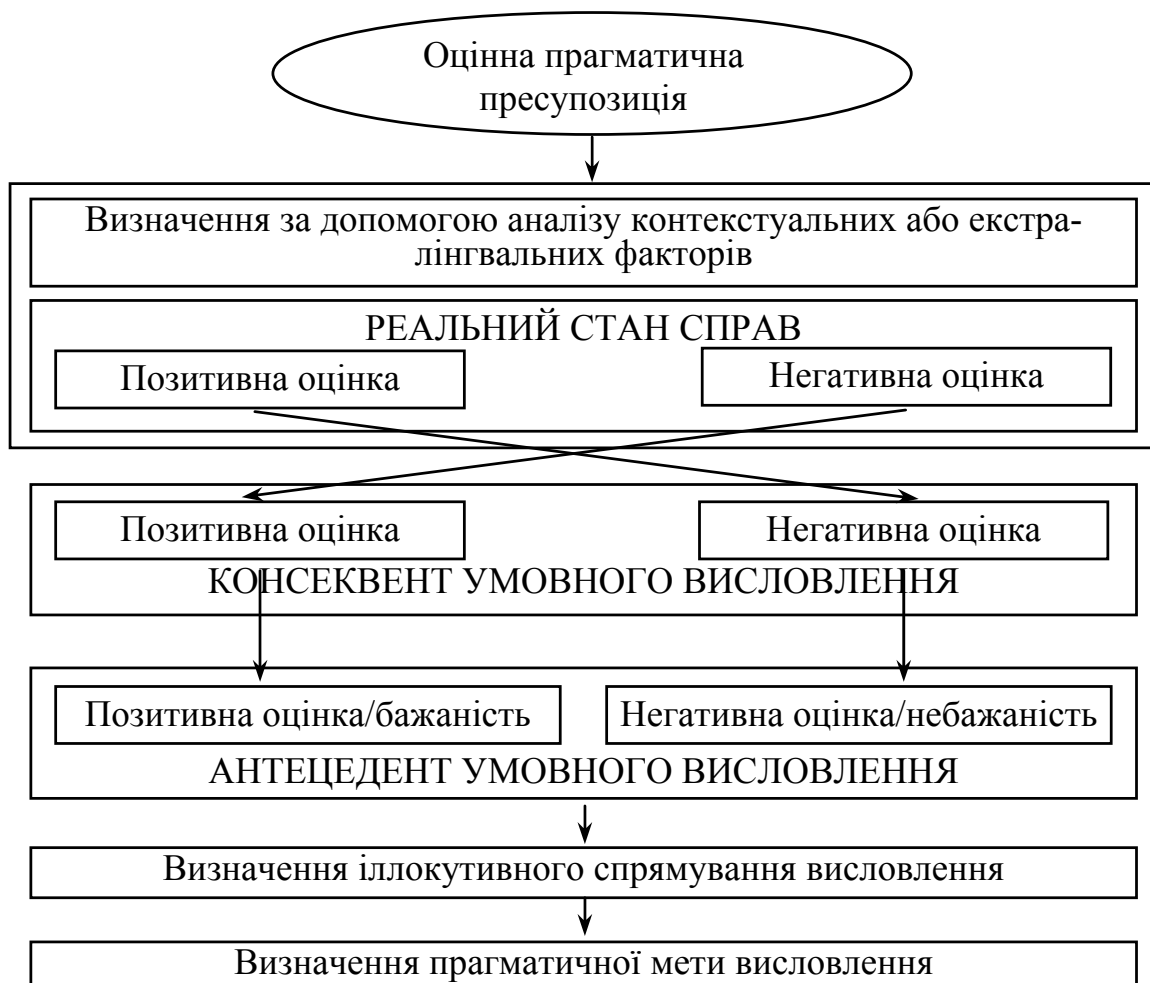 Оцінна прагматична
пресупозиція
Визначення за допомогою аналізу контекстуальних або екстра-
лінгвальних факторів
РЕАЛЬНИЙ СТАН СПРАВ
Позитивна оцінка
Негативна оцінка
Позитивна оцінка
Негативна оцінка
КОНСЕКВЕНТ УМОВНОГО ВИСЛОВЛЕННЯ
Позитивна оцінка/бажаність
Негативна оцінка/небажаність
АНТЕЦЕДЕНТ УМОВНОГО ВИСЛОВЛЕННЯ
Визначення іллокутивного спрямування висловлення
Визначення прагматичної мети висловлення